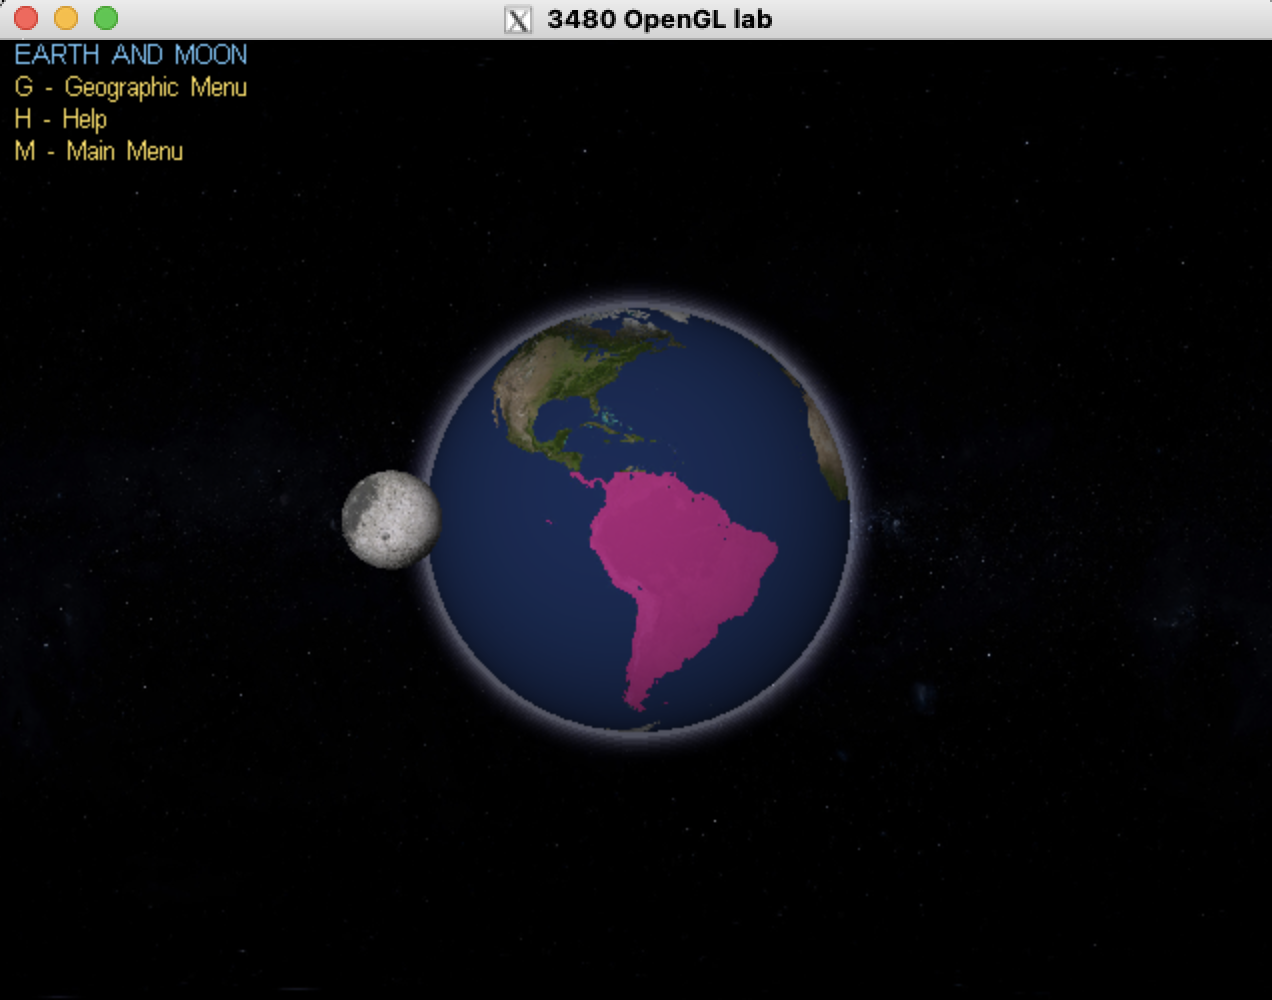 3480 OpenGL lab
EARTH AND MOON
G - Geographic Menu
H - Help
M - Main Menu